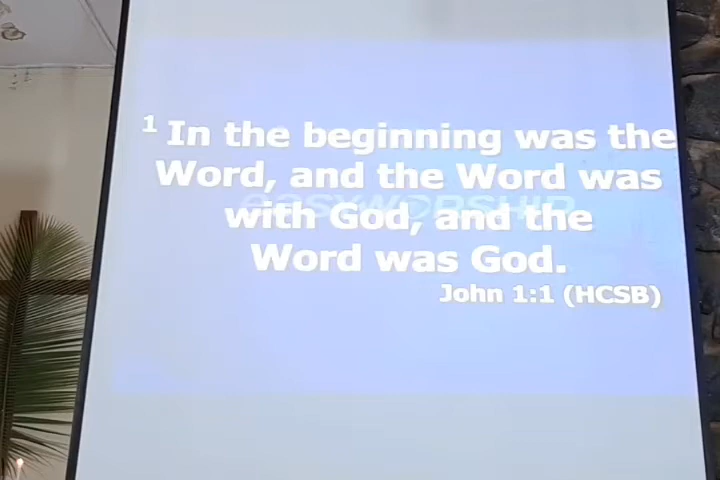 1 In the beginning was the
Word, and the Word was
with God, and the
Word was God.
John 1:1 (HCSB)
easyWORSHIP